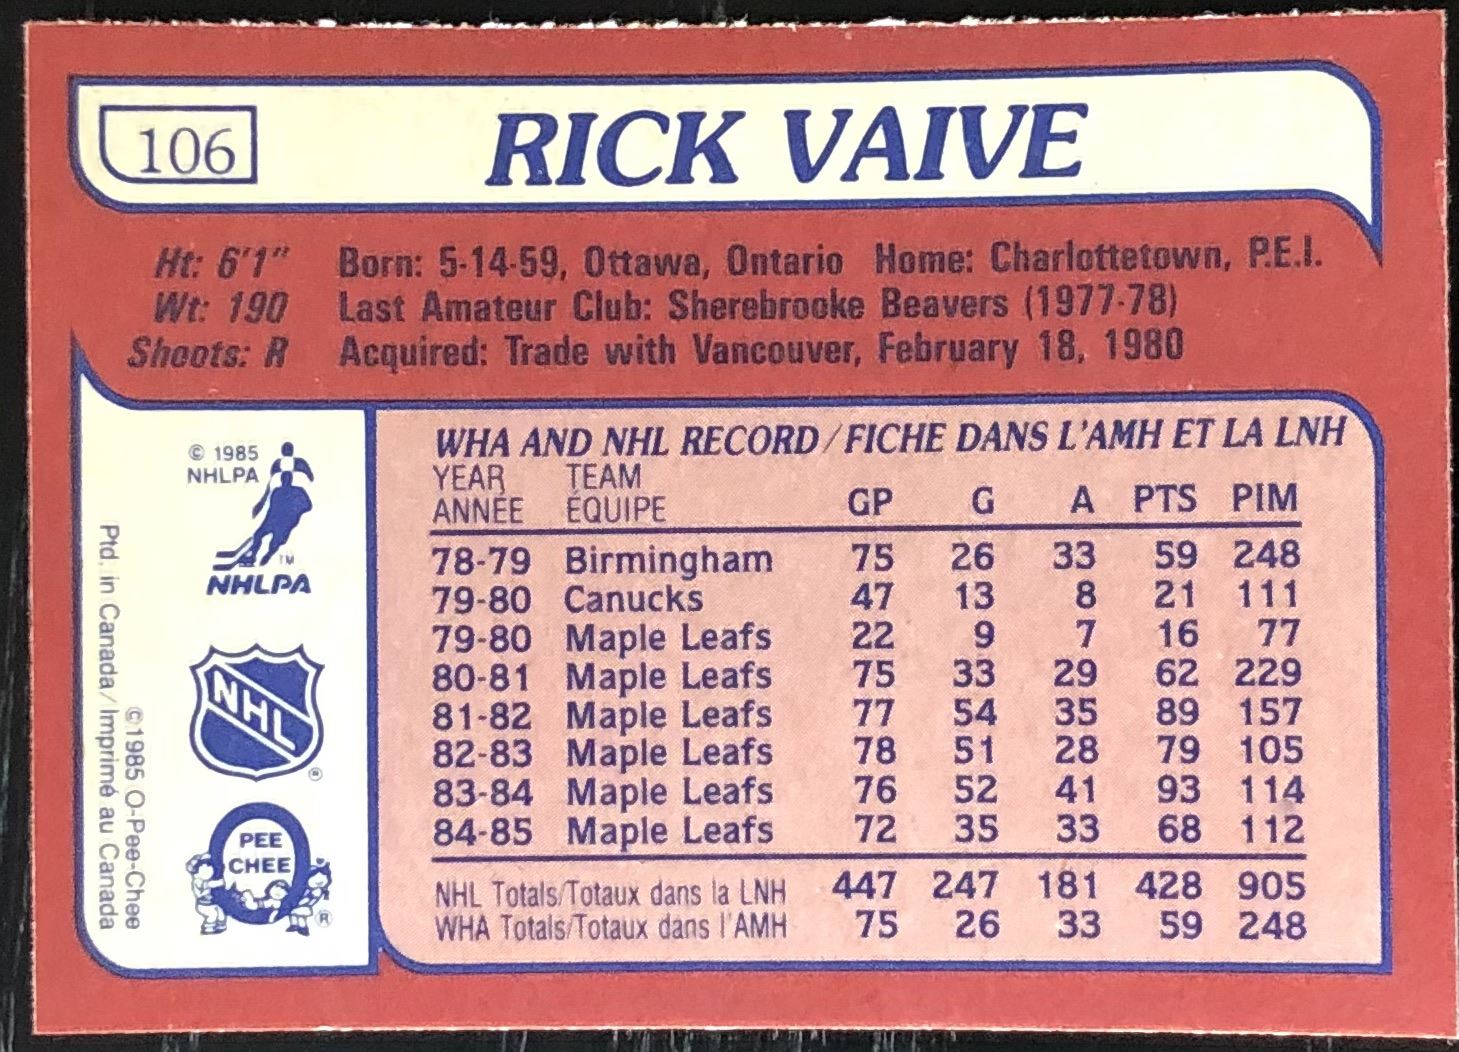 106
RICK VAIVE
Ht: 6'1" Born: 5-14-59, Ottawa, Ontario Home: Charlottetown, P.E.I.
Wt: 190 Last Amateur Club: Sherebrooke Beavers (1977-78)
Shoots: R Acquired: Trade with Vancouver, February 18, 1980
© 1985
NHLPA
TM
NHLPA
NHL
®
PEE
CHEE
®
©1985 O-Pee-Chee
Ptd. in Canada/Imprimé au Canada
WHA AND NHL RECORD/FICHE DANS L'AMH ET LA LNH
YEAR TEAM
ANNÉE ÉQUIPE GP G A PTS PIM
78-79 Birmingham 75 26 33 59 248
79-80 Canucks 47 13 8 21 111
79-80 Maple Leafs 22 9 7 16 77
80-81 Maple Leafs 75 33 29 62 229
81-82 Maple Leafs 77 54 35 89 157
82-83 Maple Leafs 78 51 28 79 105
83-84 Maple Leafs 76 52 41 93 114
84-85 Maple Leafs 72 35 33 68 112
NHL Totals/Totaux dans la LNH 447 247 181 428 905
WHA Totals/Totaux dans l'AMH 75 26 33 59 248